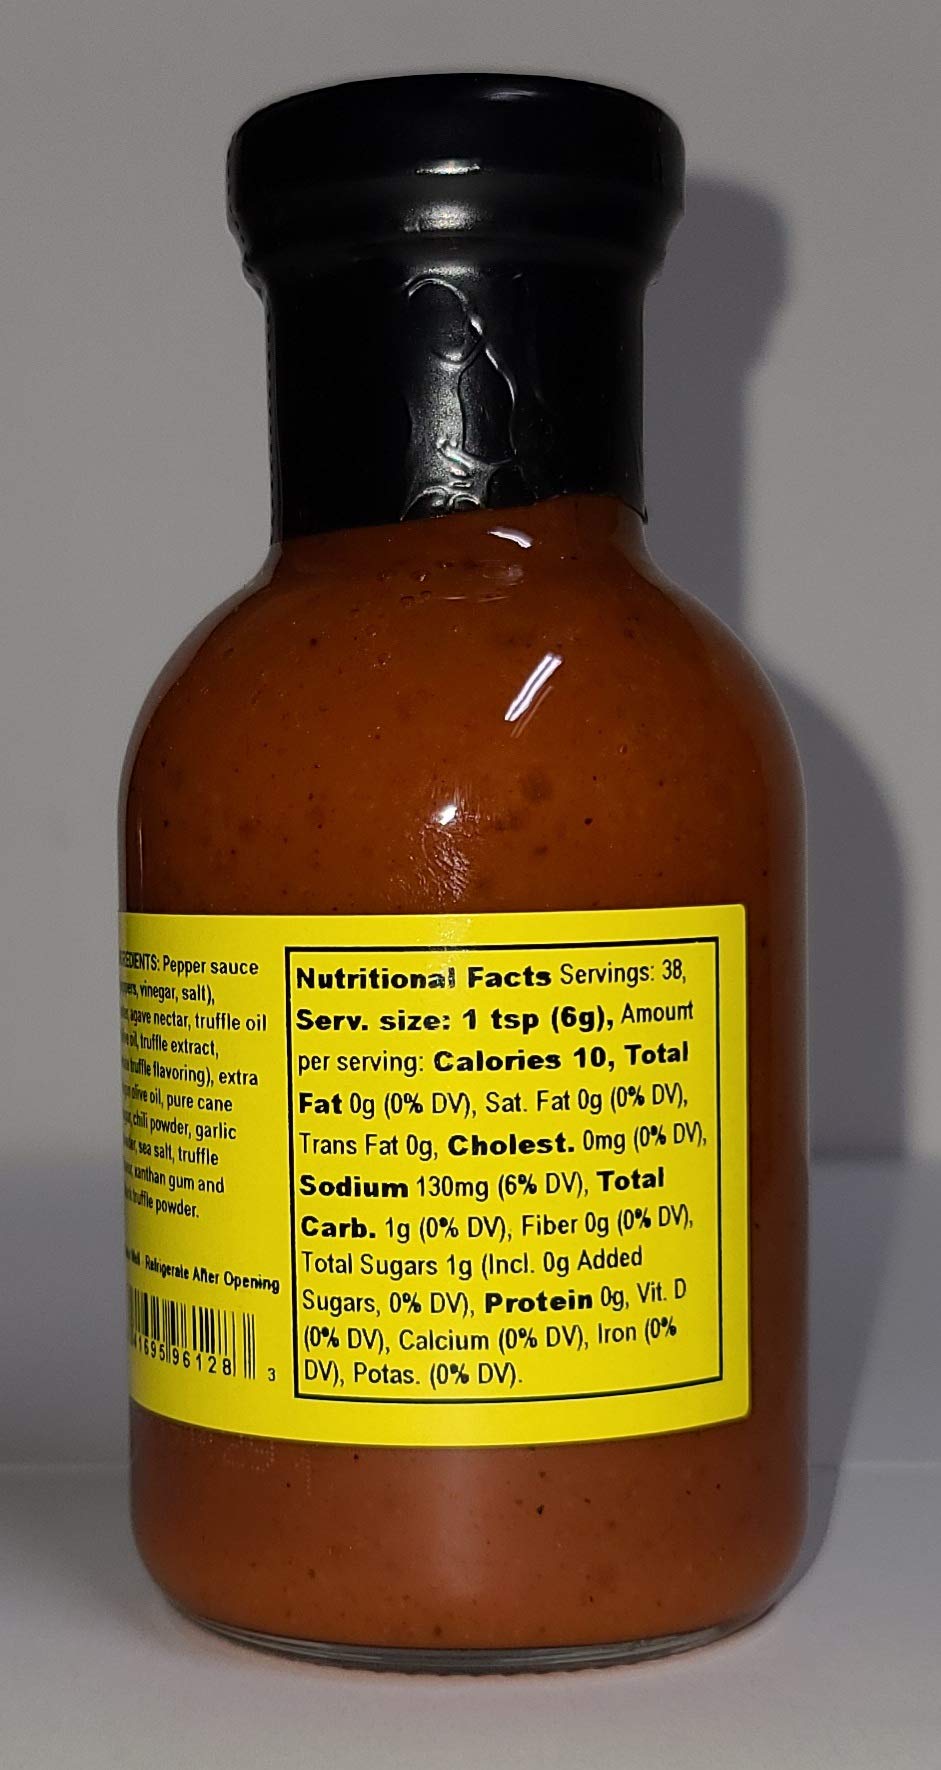 Pepper sauce
vinegar, salt),
agave nectar, truffle oil
truffle extract,
truffle flavoring), extra
olive oil, pure cane
chili powder, garlic
sea salt, truffle
xanthan gum and
truffle powder.
Refrigerate After Opening
96128 3
Nutritional Facts Servings: 38,
Serv. size: 1 tsp (6g), Amount
per serving: Calories 10, Total
Fat 0g (0% DV), Sat. Fat 0g (0% DV),
Trans Fat 0g, Cholest. 0mg (0% DV),
Sodium 130mg (6% DV), Total
Carb. 1g (0% DV), Fiber 0g (0% DV),
Total Sugars 1g (Incl. 0g Added
Sugars, 0% DV), Protein 0g, Vit. D
(0% DV), Calcium (0% DV), Iron (0%
DV), Potas. (0% DV).